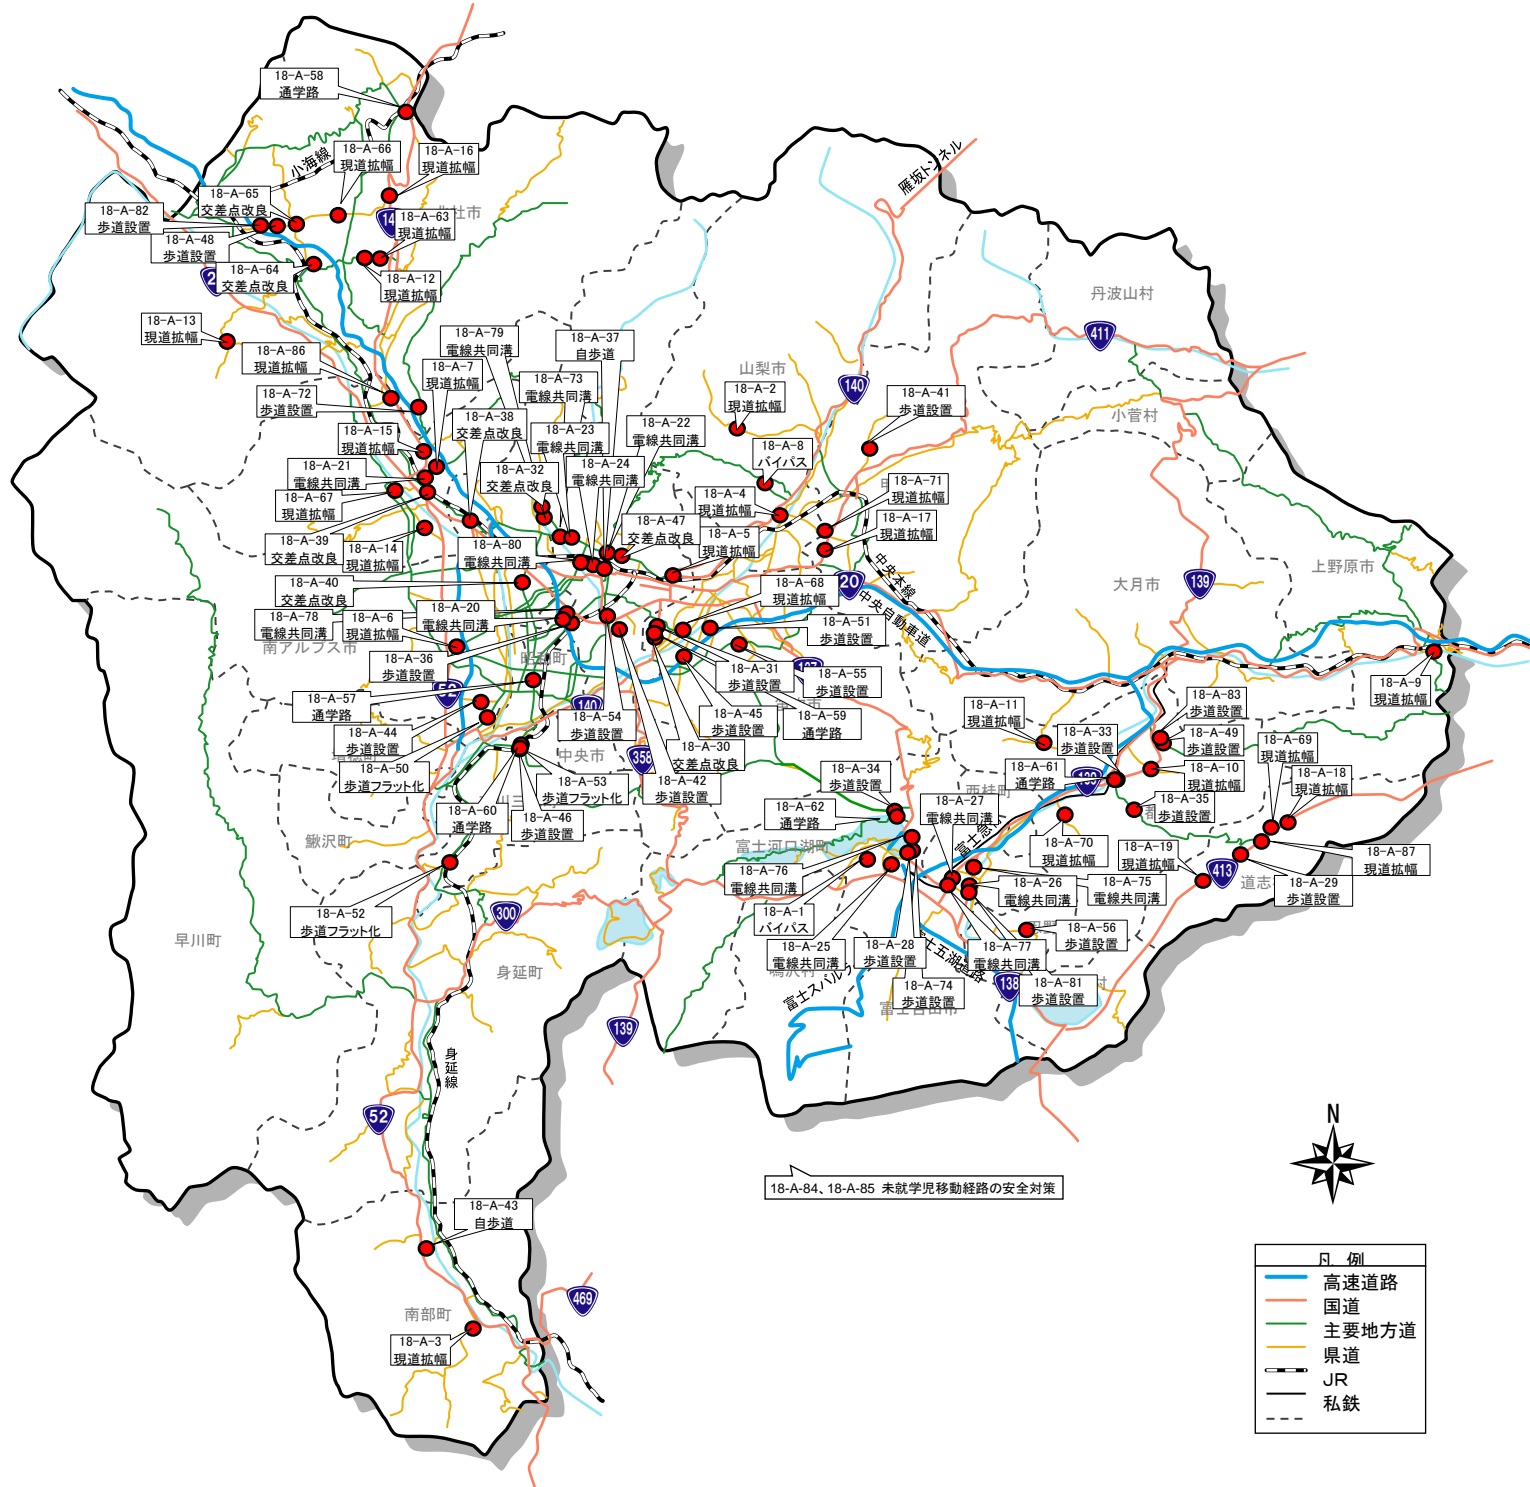 18-A-58
通学路
18-A-66
現道拡幅
18-A-16
現道拡幅
小海線
18-A-65
交差点改良
18-A-82
歩道設置
18-A-63
現道拡幅
18-A-48
歩道設置
18-A-64
交差点改良
18-A-12
現道拡幅
雁坂トンネル
丹波山村
411
18-A-13
現道拡幅
18-A-86
現道拡幅
18-A-79
電線共同溝
18-A-37
自歩道
18-A-7
現道拡幅
18-A-73
電線共同溝
山梨市
140
18-A-2
現道拡幅
18-A-41
歩道設置
小菅村
18-A-72
歩道設置
18-A-38
交差点改良
18-A-23
電線共同溝
18-A-22
電線共同溝
18-A-15
現道拡幅
18-A-8
バイパス
18-A-21
電線共同溝
18-A-32
交差点改良
18-A-24
電線共同溝
18-A-67
現道拡幅
18-A-4
現道拡幅
18-A-71
現道拡幅
18-A-17
現道拡幅
18-A-39
交差点改良
18-A-14
現道拡幅
18-A-80
電線共同溝
18-A-47
交差点改良
18-A-5
現道拡幅
中央本線
20
中央自動車道
大月市
139
上野原市
18-A-40
交差点改良
18-A-68
現道拡幅
18-A-78
電線共同溝
18-A-6
現道拡幅
18-A-20
電線共同溝
18-A-51
歩道設置
南アルプス市
18-A-36
歩道設置
18-A-31
歩道設置
18-A-55
歩道設置
18-A-9
現道拡幅
52
140
18-A-57
通学路
18-A-44
歩道設置
18-A-54
歩道設置
18-A-45
歩道設置
18-A-59
通学路
18-A-11
現道拡幅
18-A-83
歩道設置
18-A-33
歩道設置
18-A-49
歩道設置
18-A-69
現道拡幅
中央市
358
18-A-30
交差点改良
18-A-50
歩道フラット化
18-A-53
歩道フラット化
18-A-42
歩道設置
18-A-34
歩道設置
18-A-61
通学路
18-A-10
現道拡幅
18-A-18
現道拡幅
18-A-60
通学路
18-A-46
歩道設置
18-A-62
通学路
18-A-27
電線共同溝
18-A-35
歩道設置
鰍沢町
富士河口湖町
18-A-70
現道拡幅
18-A-19
現道拡幅
413
18-A-87
現道拡幅
18-A-76
電線共同溝
18-A-26
電線共同溝
18-A-75
電線共同溝
18-A-29
歩道設置
18-A-52
歩道フラット化
300
18-A-1
バイパス
18-A-56
歩道設置
早川町
18-A-25
電線共同溝
18-A-28
歩道設置
18-A-77
電線共同溝
身延町
138
18-A-74
歩道設置
18-A-81
歩道設置
139
身延線
52
18-A-84、18-A-85 未就学児移動経路の安全対策
N
18-A-43
自歩道
469
南部町
18-A-3
現道拡幅
凡 例
高速道路
国道
主要地方道
県道
JR
私鉄